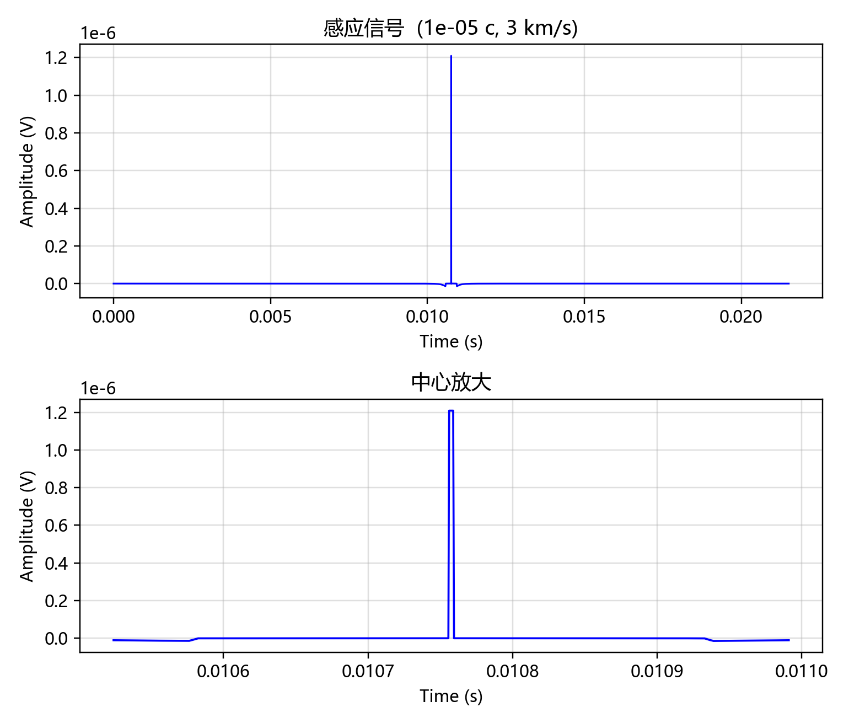 感应信号 (1e-05 c, 3 km/s)
1e-6
1.2
1.0
0.8
0.6
0.4
0.2
0.0
Amplitude (V)
0.000 0.005 0.010 0.015 0.020
Time (s)
中心放大
1e-6
1.2
1.0
0.8
0.6
0.4
0.2
0.0
Amplitude (V)
0.0106 0.0107 0.0108 0.0109 0.0110
Time (s)